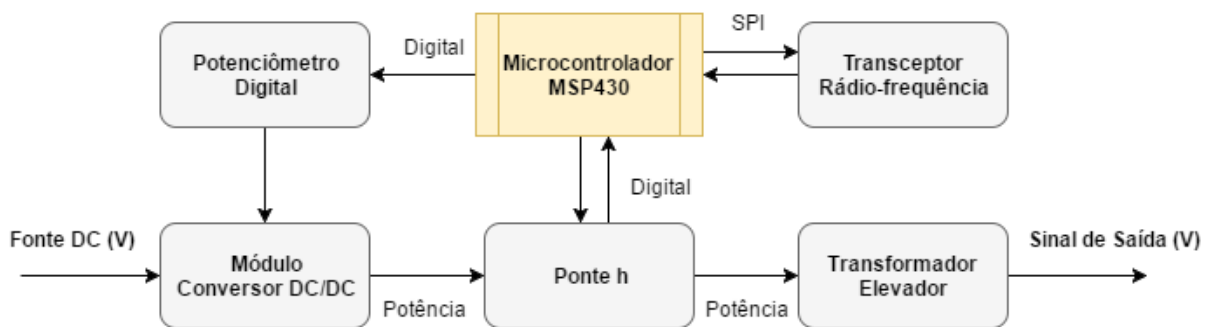 SPI
Digital
Potenciômetro
Digital
Microcontrolador
MSP430
Transceptor
Rádio-frequência
Digital
Fonte DC (V)
Módulo
Conversor DC/DC
Potência
Ponte h
Potência
Transformador
Elevador
Sinal de Saída (V)